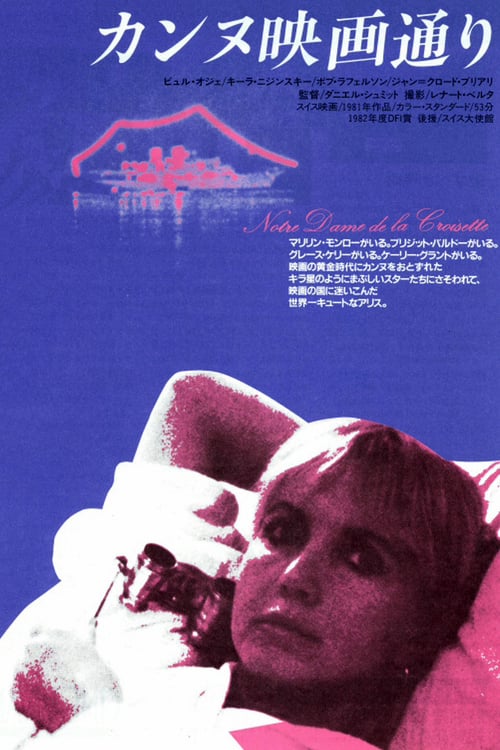 カンヌ映画通り
ビュル・オジェ/キーラ・ニジンスキー/ボブ・ラフェルソン/ジャン=クロード・ブリアリ
監督/ダニエル・シュミット 撮影/レナート・ベルタ
スイス映画/1981年作品/カラー・スタンダード/53分
1982年度DFI賞 後援/スイス大使館
Notre Dame de la Croisette
マリリン・モンローがいる。ブリジット・バルドーがいる。
グレース・ケリーがいる。ケーリー・グラントがいる。
映画の黄金時代にカンヌをおとずれた
キラ星のようにまぶしいスターたちにさそわれて、
映画の国に迷いこんだ
世界一キュートなアリス。